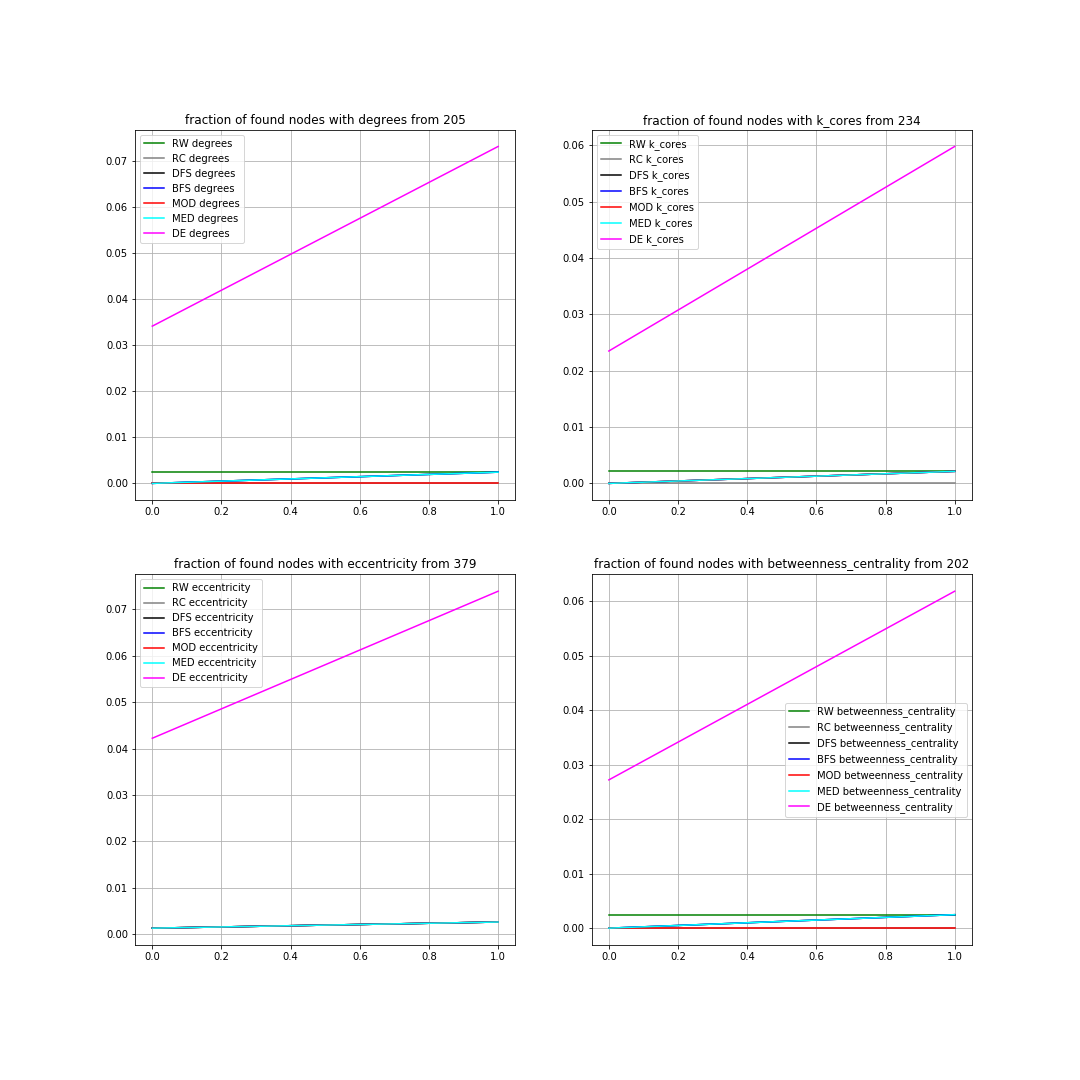 fraction of found nodes with degrees from 205
RW degrees
RC degrees
DFS degrees
BFS degrees
MOD degrees
MED degrees
DE degrees
0.07
0.06
0.05
0.04
0.03
0.02
0.01
0.00
0.0 0.2 0.4 0.6 0.8 1.0
fraction of found nodes with k_cores from 234
RW k_cores
RC k_cores
DFS k_cores
BFS k_cores
MOD k_cores
MED k_cores
DE k_cores
0.06
0.05
0.04
0.03
0.02
0.01
0.00
0.0 0.2 0.4 0.6 0.8 1.0
fraction of found nodes with eccentricity from 379
RW eccentricity
RC eccentricity
DFS eccentricity
BFS eccentricity
MOD eccentricity
MED eccentricity
DE eccentricity
0.07
0.06
0.05
0.04
0.03
0.02
0.01
0.00
0.0 0.2 0.4 0.6 0.8 1.0
fraction of found nodes with betweenness_centrality from 202
RW betweenness_centrality
RC betweenness_centrality
DFS betweenness_centrality
BFS betweenness_centrality
MOD betweenness_centrality
MED betweenness_centrality
DE betweenness_centrality
0.06
0.05
0.04
0.03
0.02
0.01
0.00
0.0 0.2 0.4 0.6 0.8 1.0